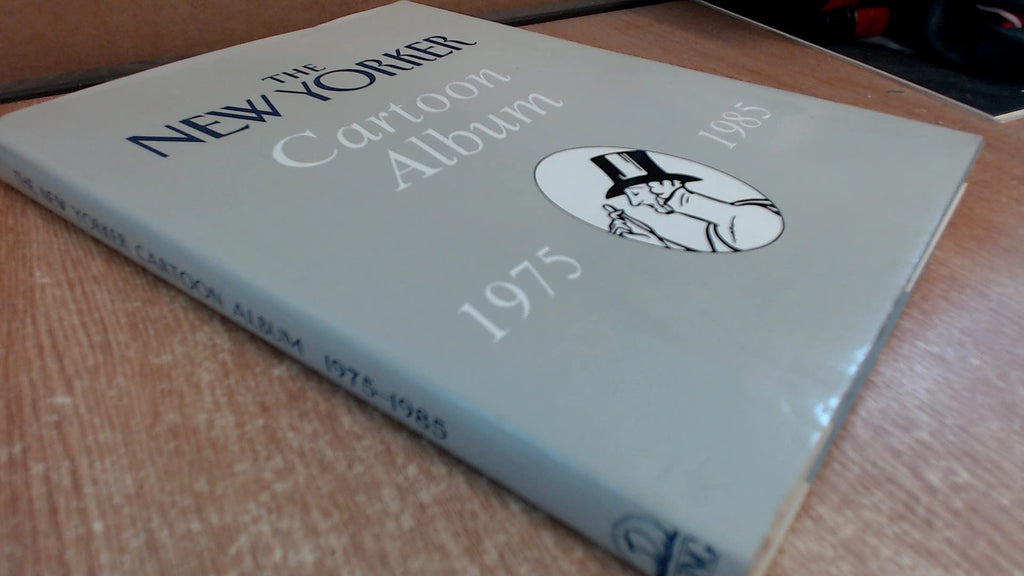 THE
NEW YORKER
Cartoon
Album
1975
1985
THE NEW YORKER CARTOON ALBUM 1975–1985